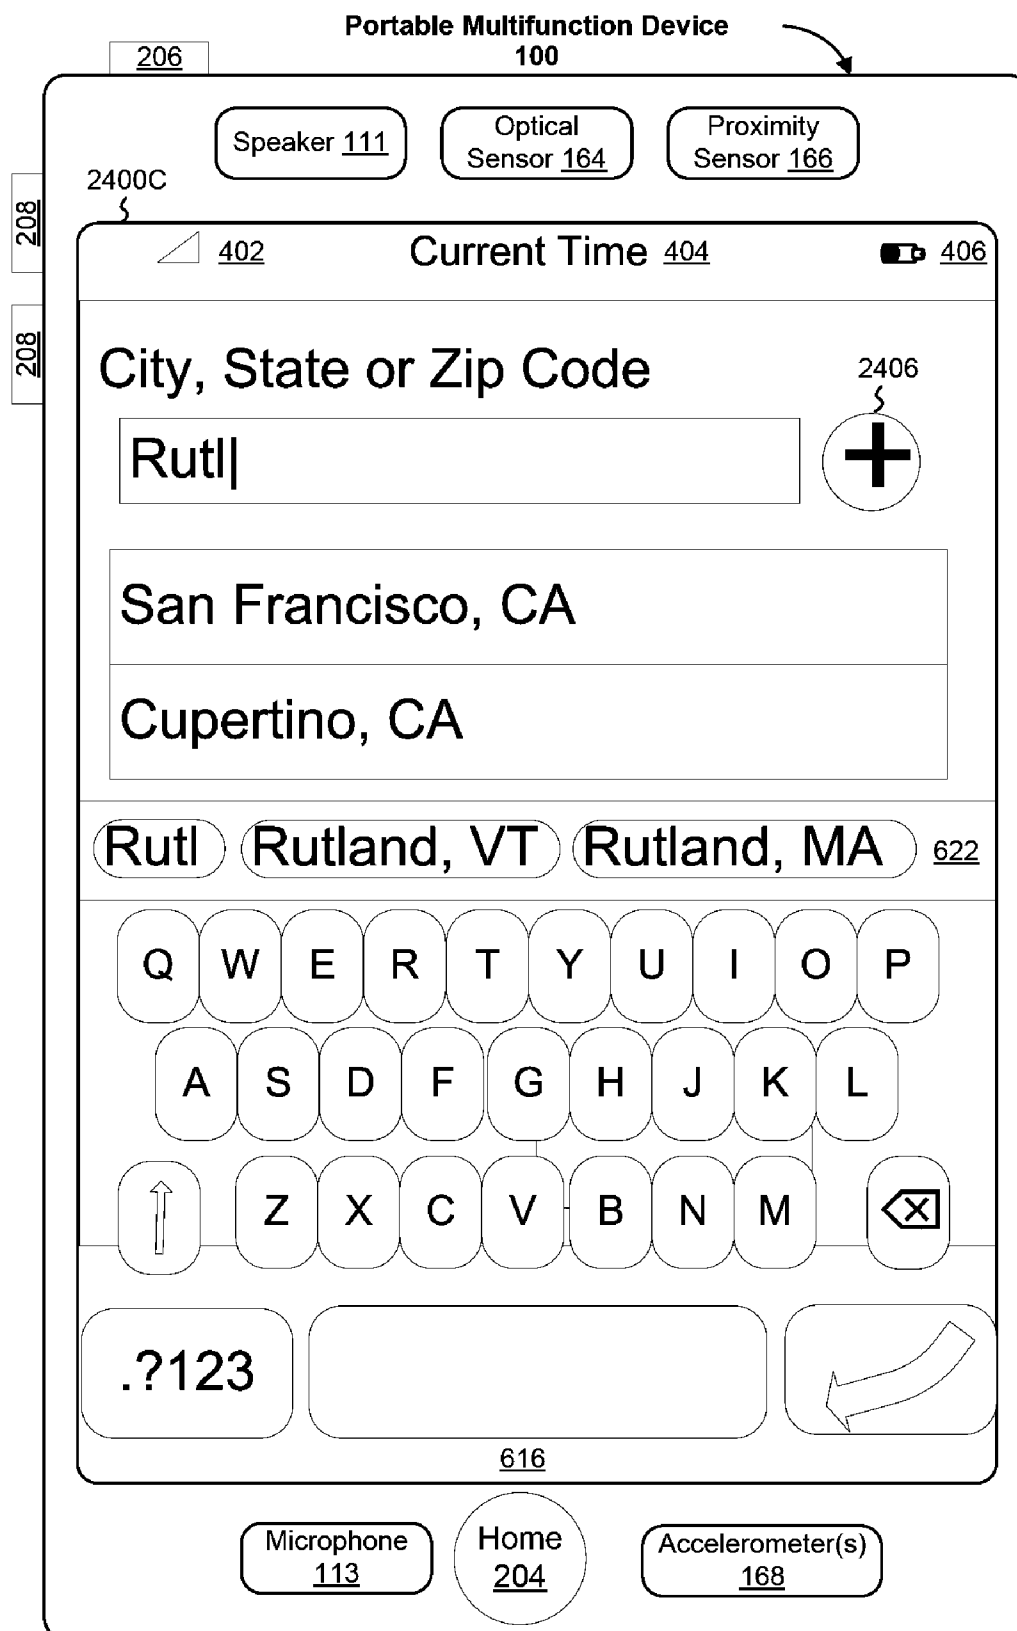 Portable Multifunction Device
100
206
Speaker 111
Optical
Sensor 164
Proximity
Sensor 166
2400C
208
208
402
Current Time 404
406
City, State or Zip Code
2406
Rutl
San Francisco, CA
Cupertino, CA
Rutl
Rutland, VT
Rutland, MA
622
Q W E R T Y U I O P
A S D F G H J K L
Z X C V B N M
.?123
616
Microphone
113
Home
204
Accelerometer(s)
168